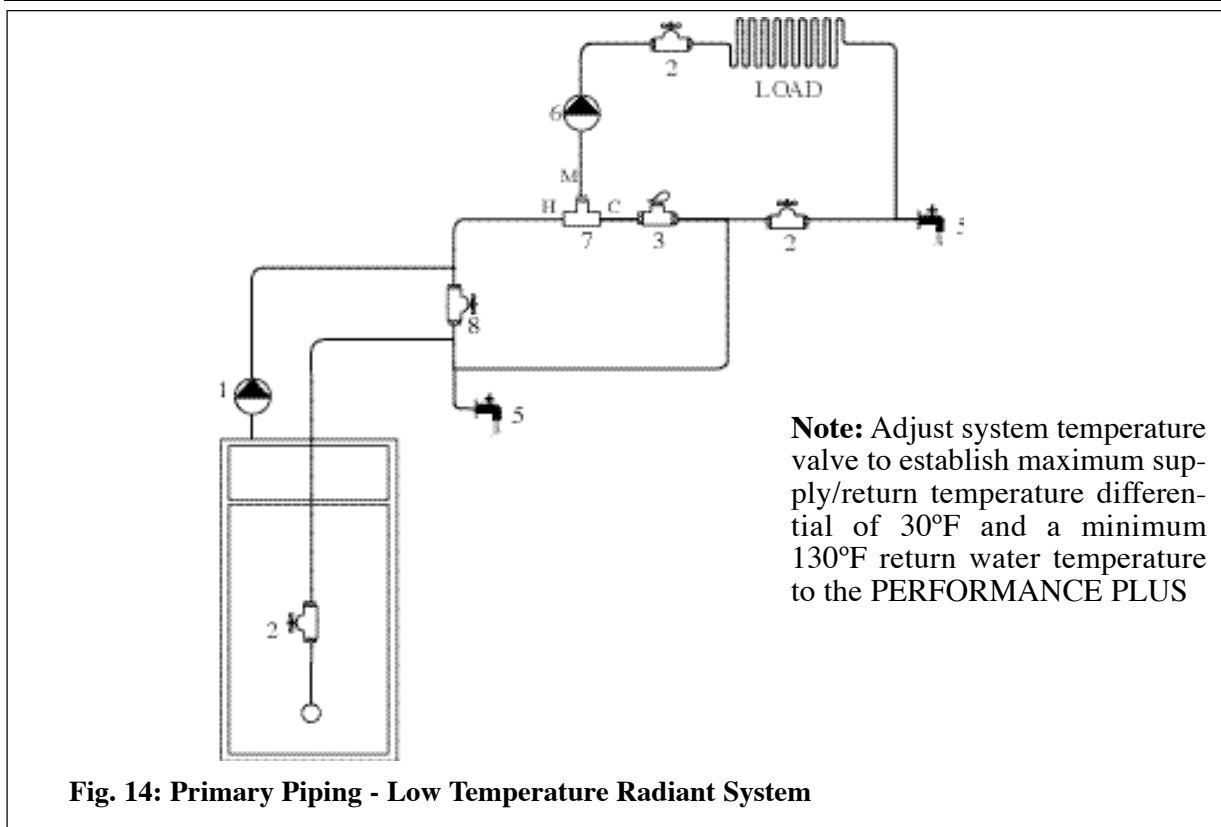 2
LOAD
6
M
H
C
7
3
2
5
8
1
5
2
Note: Adjust system temperature
valve to establish maximum sup-
ply/return temperature differen-
tial of 30ºF and a minimum
130ºF return water temperature
to the PERFORMANCE PLUS
Fig. 14: Primary Piping - Low Temperature Radiant System